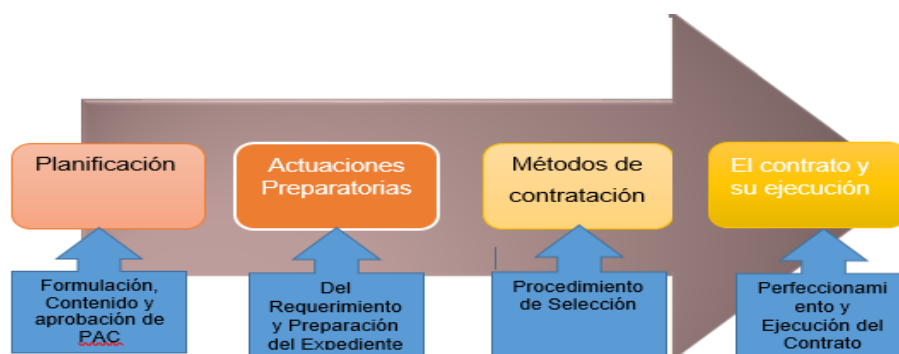 Planificación
Actuaciones
Preparatorias
Métodos de
contratación
El contrato y
su ejecución
Formulación,
Contenido y
aprobación de
PAC
Del
Requerimiento
y Preparación
del Expediente
Procedimiento
de Selección
Perfeccionami
ento y
Ejecución del
Contrato